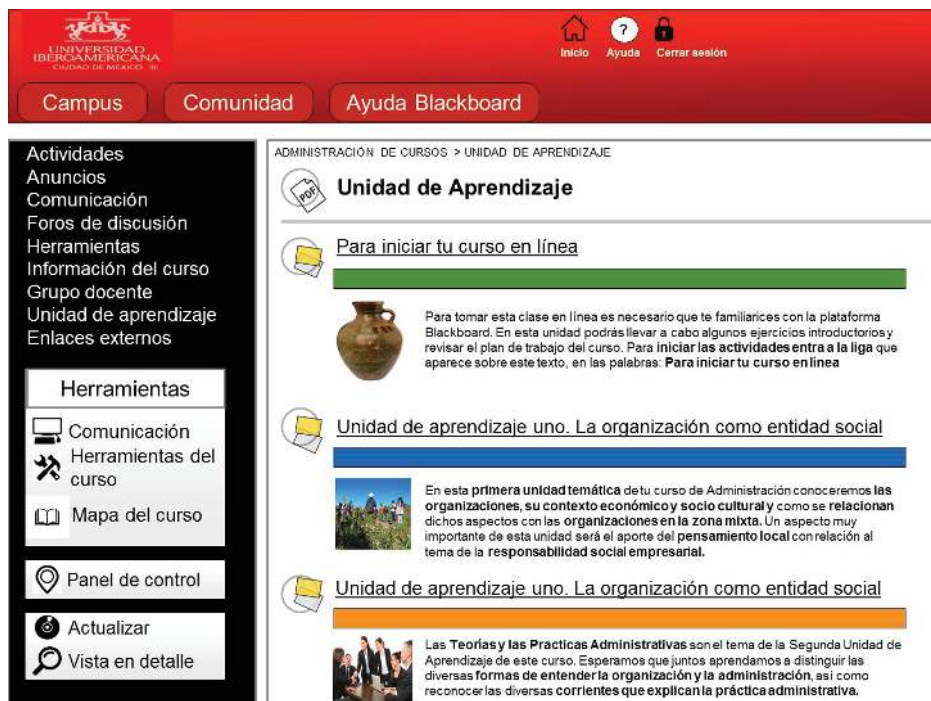 UNIVERSIDAD
IBEROAMERICANA
CIUDAD DE MÉXICO ®
Inicio
?
Ayuda
Cerrar sesión
Campus
Comunidad
Ayuda Blackboard
Actividades
Anuncios
Comunicación
Foros de discusión
Herramientas
Información del curso
Grupo docente
Unidad de aprendizaje
Enlaces externos
Herramientas
Comunicación
Herramientas del
curso
Mapa del curso
Panel de control
Actualizar
Vista en detalle
ADMINISTRACIÓN DE CURSOS > UNIDAD DE APRENDIZAJE
PDF
Unidad de Aprendizaje
Para iniciar tu curso en línea
Para tomar esta clase en línea es necesario que te familiarices con la plataforma
Blackboard. En esta unidad podrás llevar a cabo algunos ejercicios introductorios y
revisar el plan de trabajo del curso. Para iniciar las actividades entra a la liga que
aparece sobre este texto, en las palabras: Para iniciar tu curso en línea
Unidad de aprendizaje uno. La organización como entidad social
En esta primera unidad temática de tu curso de Administración conoceremos las
organizaciones, su contexto económico y socio cultural y como se relacionan
dichos aspectos con las organizaciones en la zona mixta. Un aspecto muy
importante de esta unidad será el aporte del pensamiento local con relación al
tema de la responsabilidad social empresarial.
Unidad de aprendizaje uno. La organización como entidad social
Las Teorías y las Practicas Administrativas son el tema de la Segunda Unidad de
Aprendizaje de este curso. Esperamos que juntos aprendamos a distinguir las
diversas formas de entender la organización y la administración, así como
reconocer las diversas corrientes que explican la práctica administrativa.